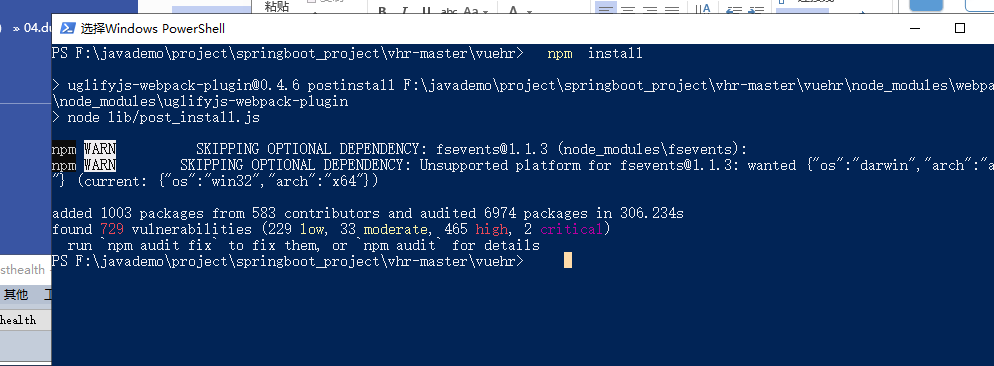 粘贴
B I U abc Aa A
» 04.du
选择Windows PowerShell
PS F:\javademo\project\springboot_project\vhr-master\vuehr> npm install
> uglifyjs-webpack-plugin@0.4.6 postinstall F:\javademo\project\springboot_project\vhr-master\vuehr\node_modules\webpa
\node_modules\uglifyjs-webpack-plugin
> node lib/post_install.js
npm WARN SKIPPING OPTIONAL DEPENDENCY: fsevents@1.1.3 (node_modules\fsevents):
npm WARN SKIPPING OPTIONAL DEPENDENCY: Unsupported platform for fsevents@1.1.3: wanted {"os":"darwin","arch":"a
"} (current: {"os":"win32","arch":"x64"})
added 1003 packages from 583 contributors and audited 6974 packages in 306.234s
found 729 vulnerabilities (229 low, 33 moderate, 465 high, 2 critical)
run `npm audit fix` to fix them, or `npm audit` for details
PS F:\javademo\project\springboot_project\vhr-master\vuehr>
sthealth
其他
health